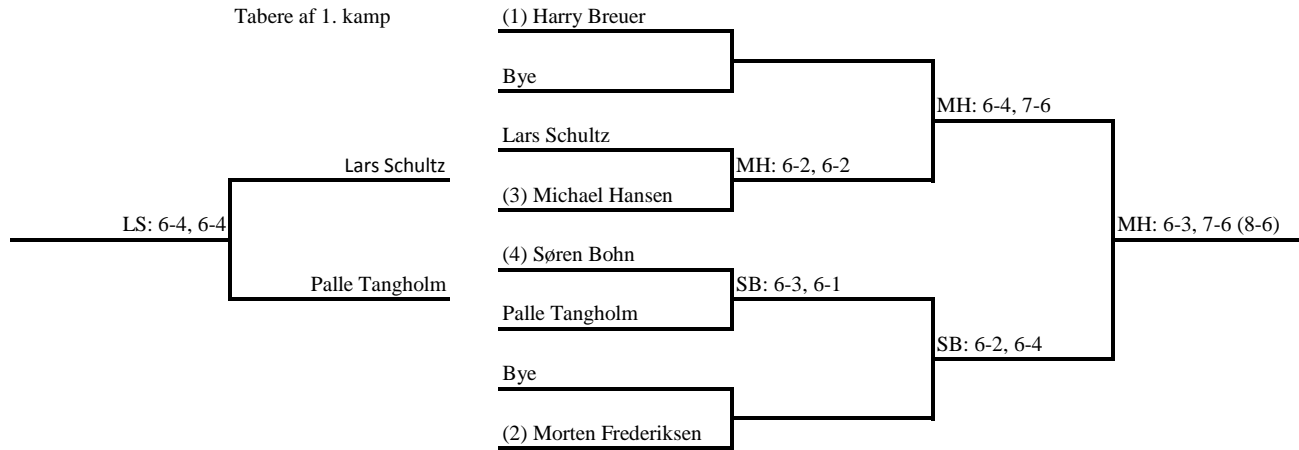 Tabere af 1. kamp
(1) Harry Breuer
Bye
MH: 6-4, 7-6
Lars Schultz
Lars Schultz
MH: 6-2, 6-2
(3) Michael Hansen
LS: 6-4, 6-4
MH: 6-3, 7-6 (8-6)
(4) Søren Bohn
Palle Tangholm
SB: 6-3, 6-1
Palle Tangholm
SB: 6-2, 6-4
Bye
(2) Morten Frederiksen